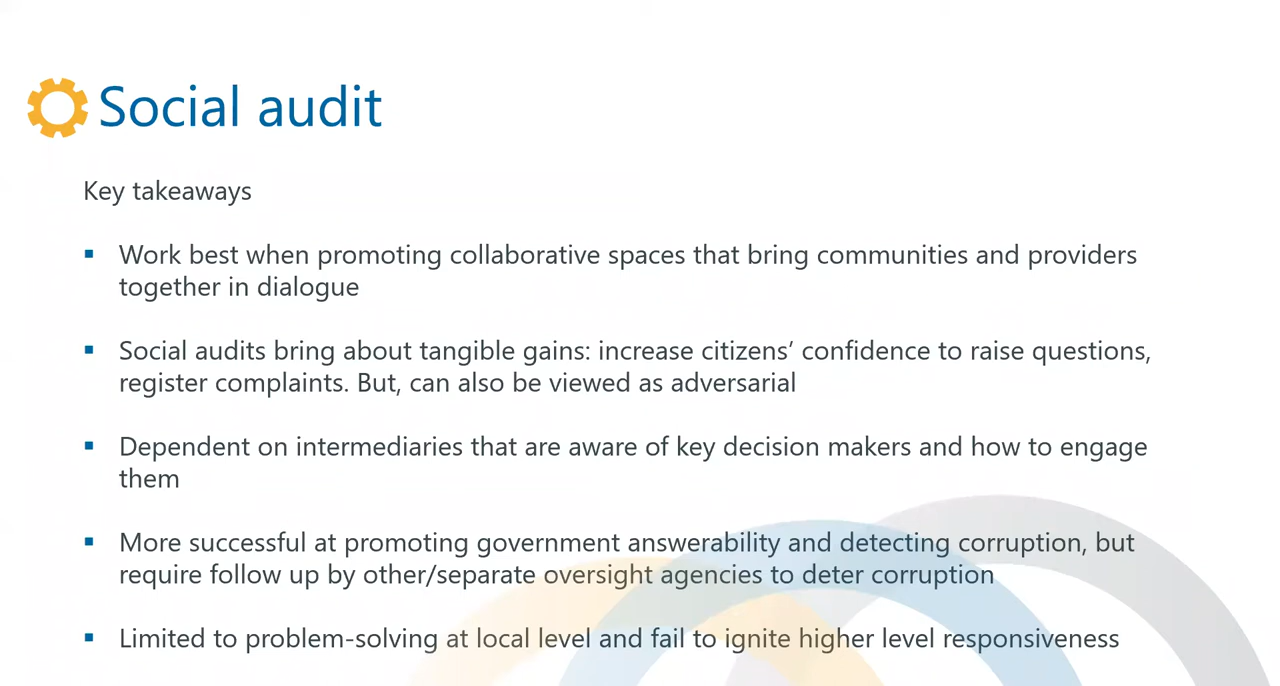 Social audit
Key takeaways
▪ Work best when promoting collaborative spaces that bring communities and providers
together in dialogue
▪ Social audits bring about tangible gains: increase citizens’ confidence to raise questions,
register complaints. But, can also be viewed as adversarial
▪ Dependent on intermediaries that are aware of key decision makers and how to engage
them
▪ More successful at promoting government answerability and detecting corruption, but
require follow up by other/separate oversight agencies to deter corruption
▪ Limited to problem-solving at local level and fail to ignite higher level responsiveness